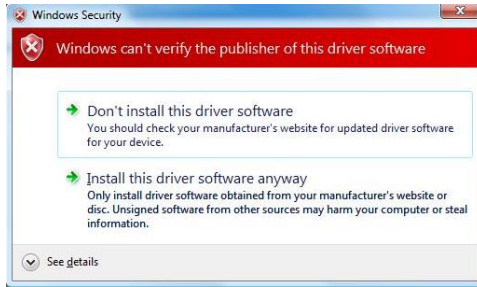 Windows Security
Windows can't verify the publisher of this driver software
Don't install this driver software
You should check your manufacturer's website for updated driver software
for your device.
Install this driver software anyway
Only install driver software obtained from your manufacturer's website or
disc. Unsigned software from other sources may harm your computer or steal
information.
See details